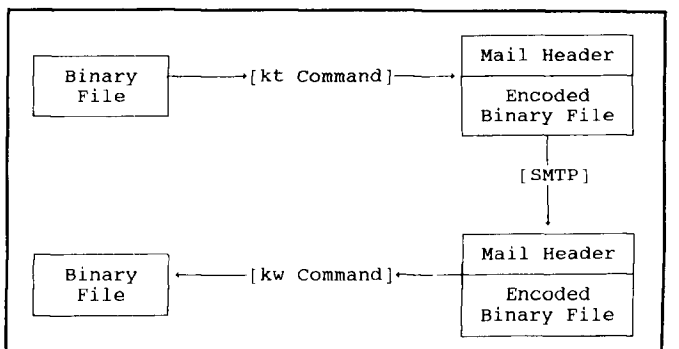 Binary
File
[kt Command]
Mail Header
Encoded
Binary File
[SMTP]
Mail Header
Encoded
Binary File
[kw Command]
Binary
File